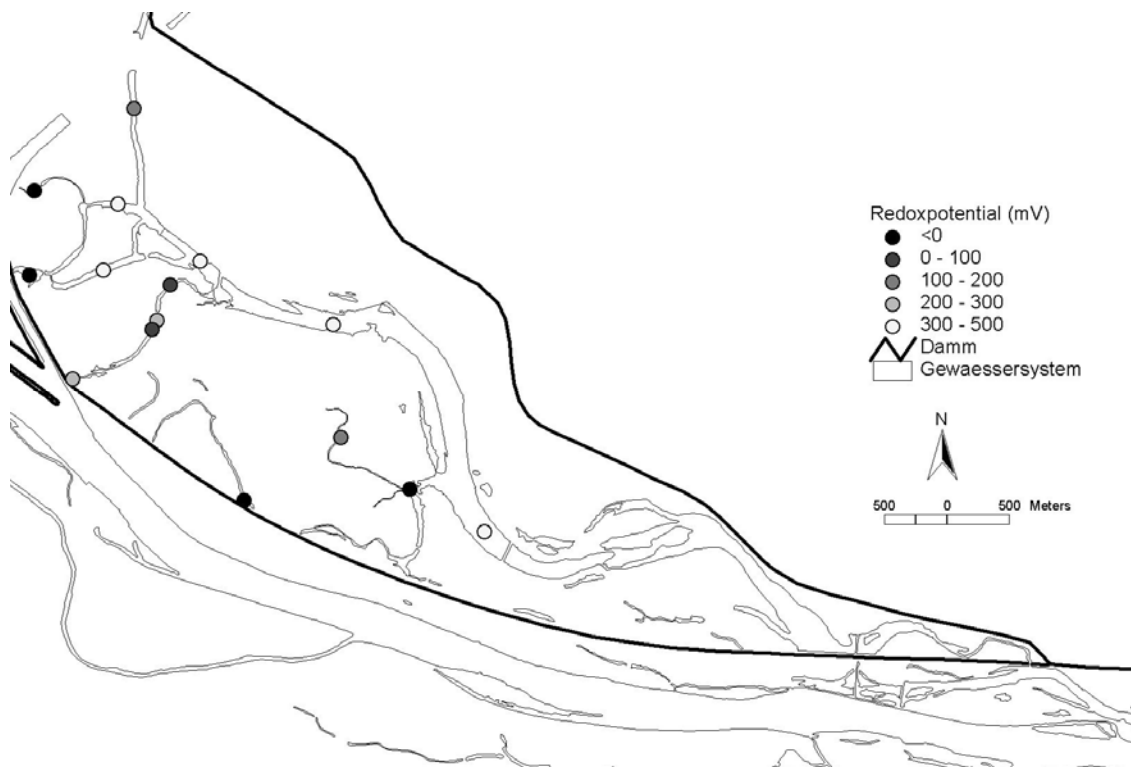 Redoxpotential (mV)
<0
0 - 100
100 - 200
200 - 300
300 - 500
Damm
Gewaessersystem
N
500 0 500 Meters